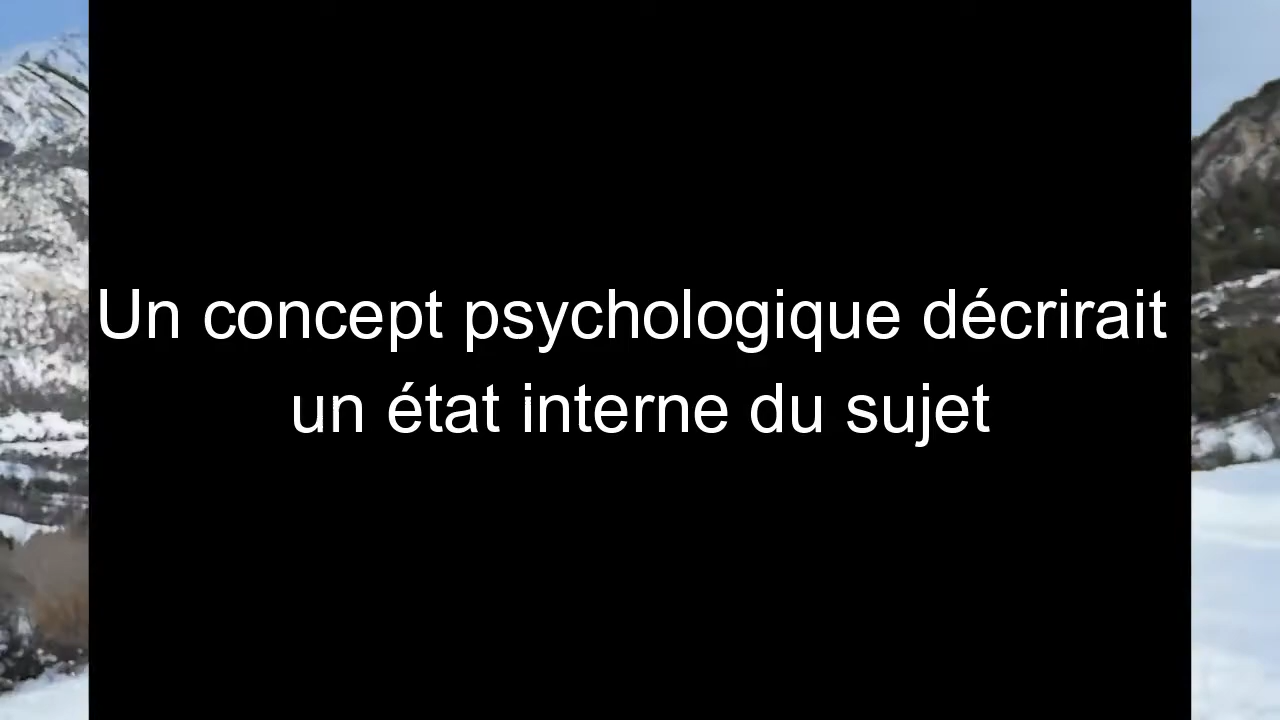 Un concept psychologique décrirait
un état interne du sujet